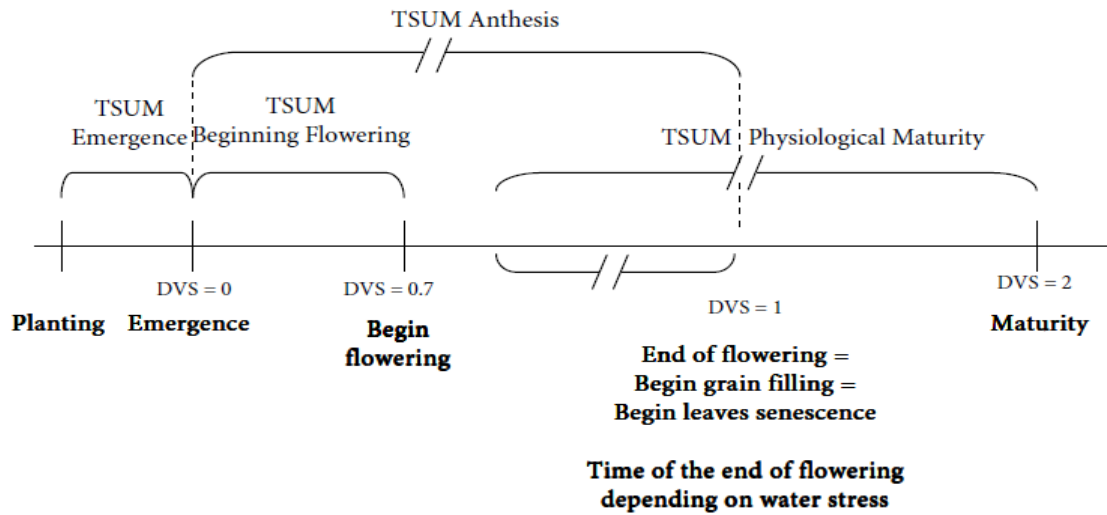 TSUM Anthesis
TSUM
Emergence
TSUM
Beginning Flowering
TSUM Physiological Maturity
DVS = 0
DVS = 0.7
DVS = 1
DVS = 2
Planting
Emergence
Begin
flowering
Maturity
End of flowering =
Begin grain filling =
Begin leaves senescence
Time of the end of flowering
depending on water stress